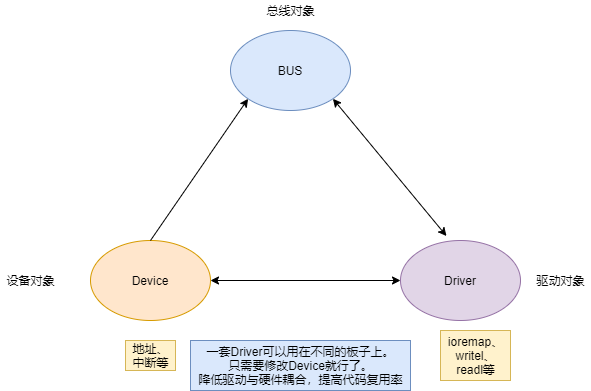 总线对象
BUS
设备对象
Device
Driver
驱动对象
地址、
中断等
一套Driver可以用在不同的板子上。
只需要修改Device就行了。
降低驱动与硬件耦合，提高代码复用率
ioremap、
writel、
readl等